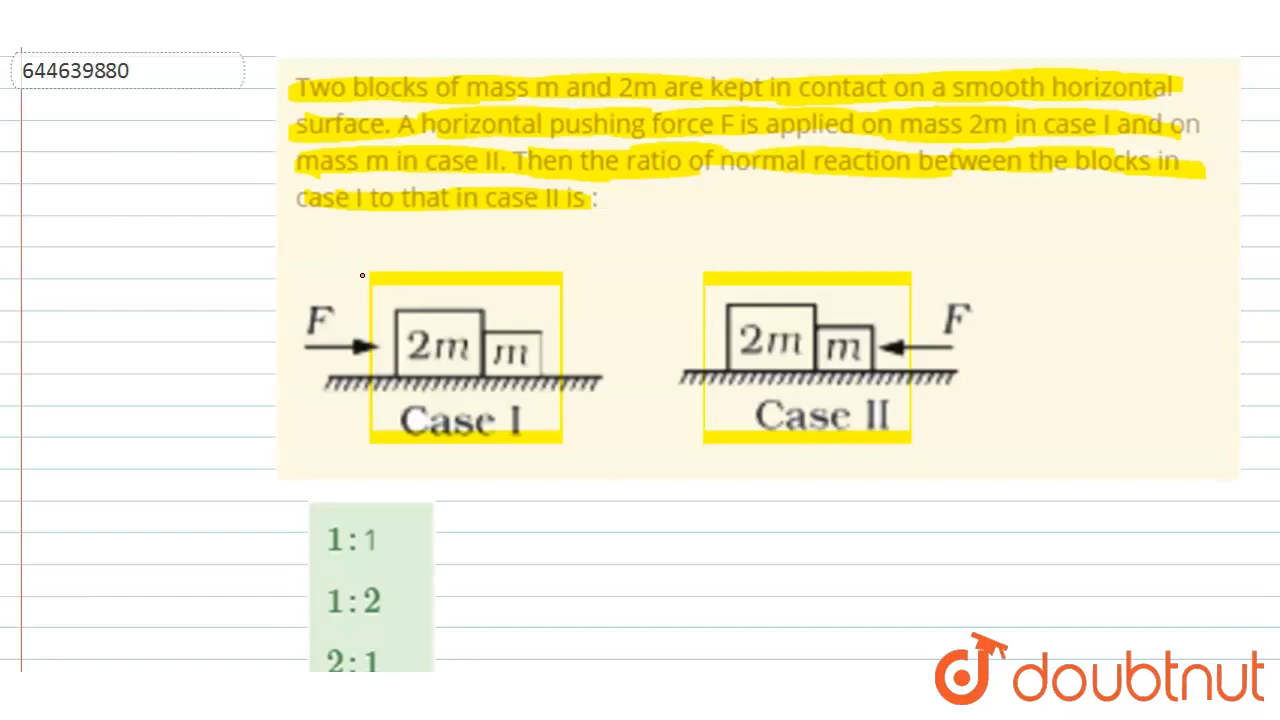 644639880
Two blocks of mass m and 2m are kept in contact on a smooth horizontal
surface. A horizontal pushing force F is applied on mass 2m in case I and on
mass m in case II. Then the ratio of normal reaction between the blocks in
case I to that in case II is :
F
2m m
Case I
2m m
F
Case II
1 : 1
1 : 2
2 : 1
doubtnut